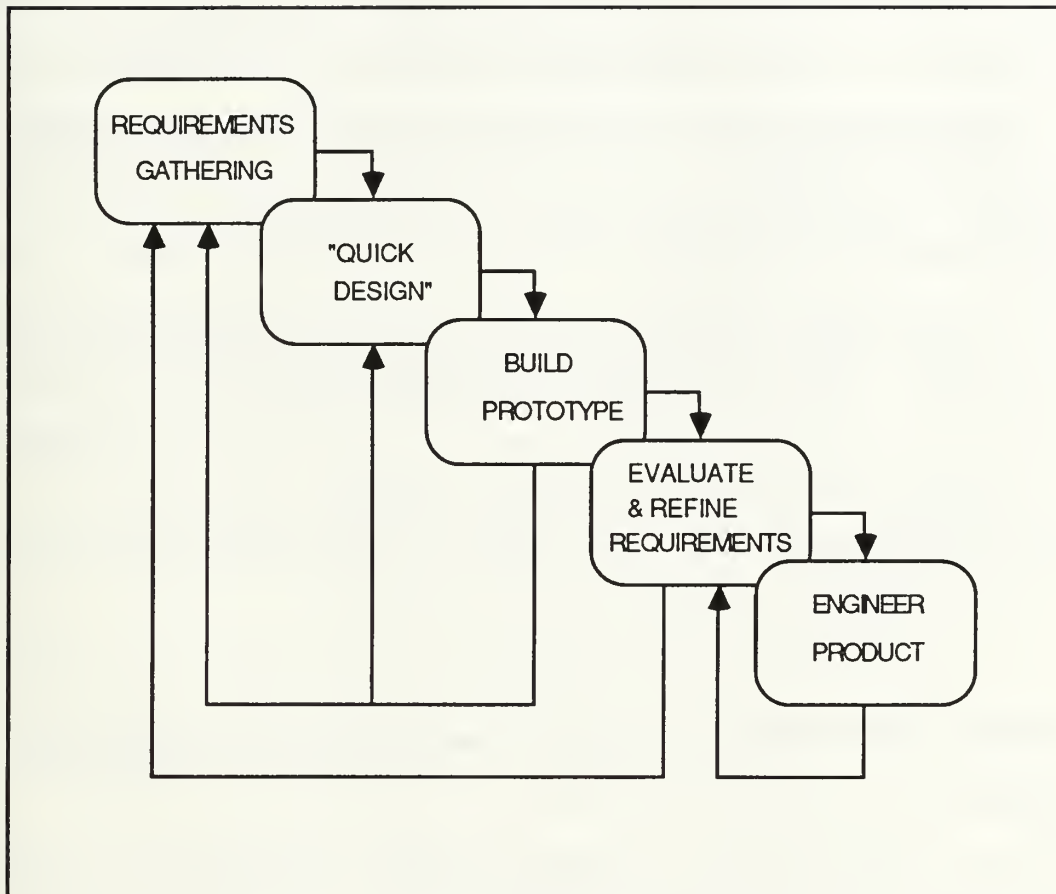 REQUIREMENTS
GATHERING
"QUICK
DESIGN"
BUILD
PROTOTYPE
EVALUATE
& REFINE
REQUIREMENTS
ENGINEER
PRODUCT